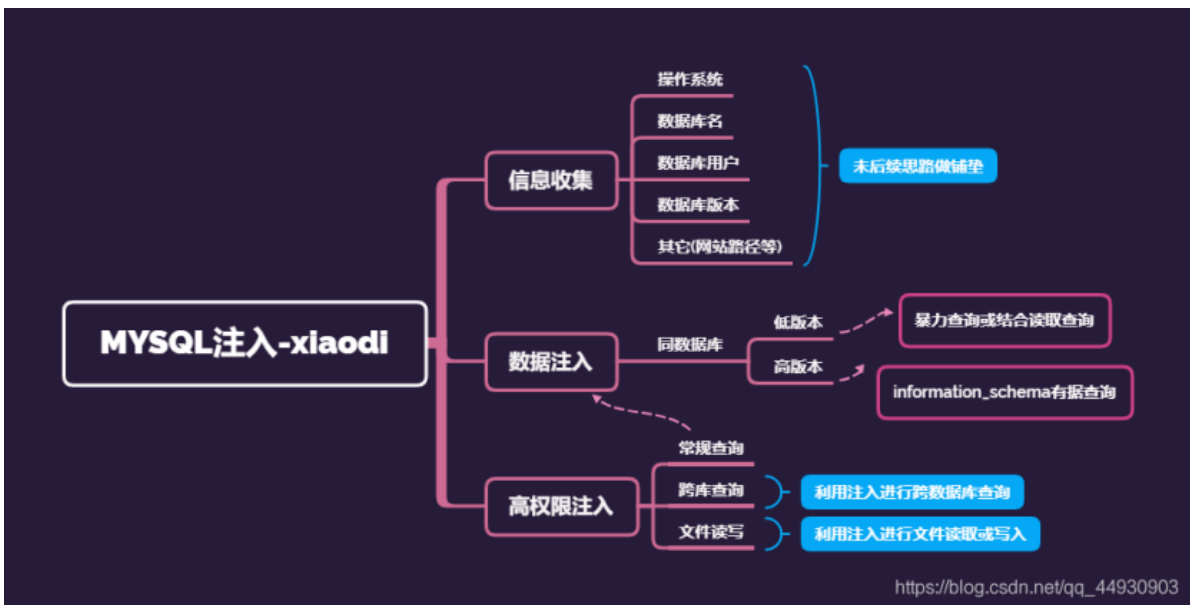 MYSQL注入-xiaodi
信息收集
操作系统
数据库名
数据库用户
数据库版本
其它(网站路径等)
未后续思路做铺垫
数据注入
同数据库
低版本
暴力查询或结合读取查询
高版本
information_schema有据查询
高权限注入
常规查询
跨库查询
利用注入进行跨数据库查询
文件读写
利用注入进行文件读取或写入
https://blog.csdn.net/qq_44930903